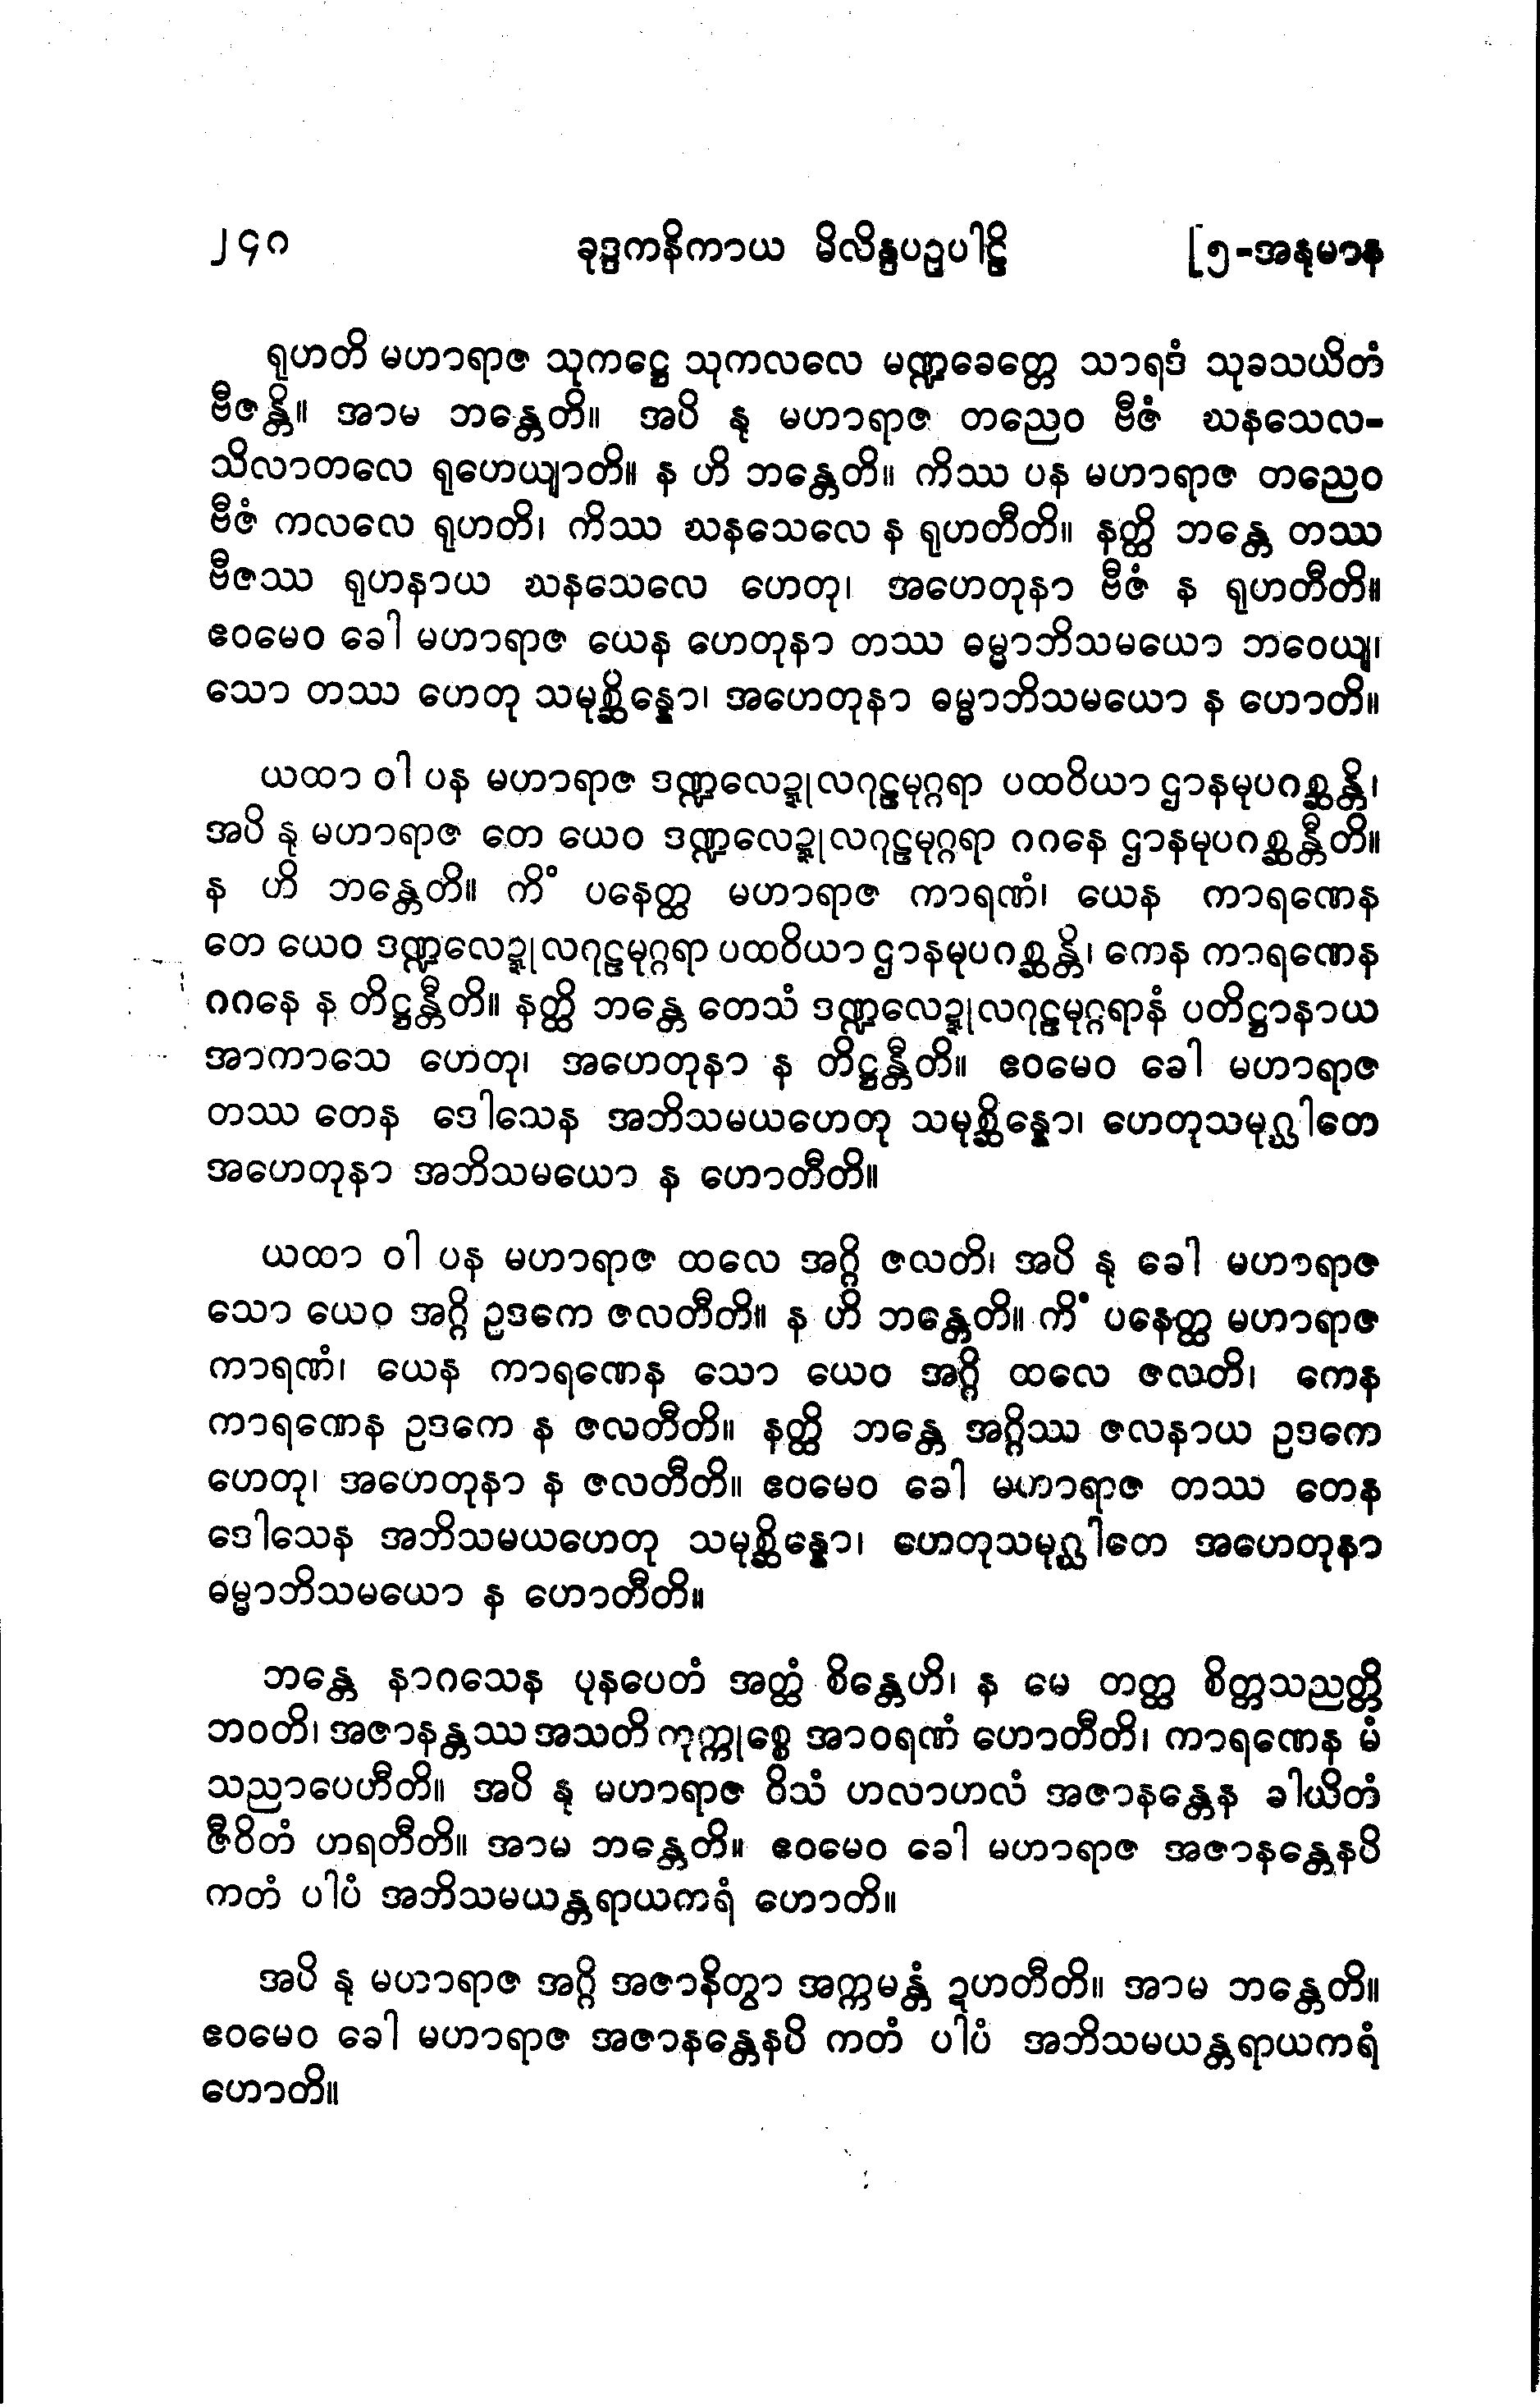 ၂၄၈ ခုဒ္ဒကနိကာယ မိလိန္ဒပဉှပါဠိ [၅-အနုမာန
ရုဟတိ မဟာရာဇ သုကဋ္ဌေ သုကလလေ မဏ္ဍခေတ္တေ သာရဒံ သုခသယိတံ
ဗီဇန္တိ။ အာမ ဘန္တေတိ။ အပိ နု မဟာရာဇ တညေဝ ဗီဇံ ဃနသေလ-
သိလာတလေ ရုဟေယျာတိ။ န ဟိ ဘန္တေတိ။ ကိဿ ပန မဟာရာဇ တညေဝ
ဗီဇံ ကလလေ ရုဟတိ၊ ကိဿ ဃနသေလေ န ရုဟတီတိ။ နတ္ထိ ဘန္တေ တဿ
ဗီဇဿ ရုဟနာယ ဃနသေလေ ဟေတု၊ အဟေတုနာ ဗီဇံ န ရုဟတီတိ။
ဧဝမေဝ ခေါ မဟာရာဇ ယေန ဟေတုနာ တဿ ဓမ္မာဘိသမယော ဘဝေယျ၊
သော တဿ ဟေတု သမုစ္ဆိန္နော၊ အဟေတုနာ ဓမ္မာဘိသမယော န ဟောတိ။
ယထာ ဝါ ပန မဟာရာဇ ဒဏ္ဍလေဍ္ဍုလဂုဠမုဂ္ဂရာ ပထဝိယာ ဌာနမုပဂစ္ဆန္တိ၊
အပိ နု မဟာရာဇ တေ ယေဝ ဒဏ္ဍလေဍ္ဍုလဂုဠမုဂ္ဂရာ ဂဂနေ ဌာနမုပဂစ္ဆန္တီတိ။
န ဟိ ဘန္တေတိ။ ကိံ ပနေတ္ထ မဟာရာဇ ကာရဏံ၊ ယေန ကာရဏေန
တေ ယေဝ ဒဏ္ဍလေဍ္ဍုလဂုဠမုဂ္ဂရာ ပထဝိယာ ဌာနမုပဂစ္ဆန္တိ၊ ကေန ကာရဏေန
ဂဂနေ န တိဋ္ဌန္တီတိ။ နတ္ထိ ဘန္တေ တေသံ ဒဏ္ဍလေဍ္ဍုလဂုဠမုဂ္ဂရာနံ ပတိဋ္ဌာနာယ
အာကာသေ ဟေတု၊ အဟေတုနာ န တိဋ္ဌန္တီတိ။ ဧဝမေဝ ခေါ မဟာရာဇ
တဿ တေန ဒေါသေန အဘိသမယဟေတု သမုစ္ဆိန္နော၊ ဟေတုသမုဂ္ဃါတေ
အဟေတုနာ အဘိသမယော န ဟောတီတိ။
ယထာ ဝါ ပန မဟာရာဇ ထလေ အဂ္ဂိ ဇလတိ၊ အပိ နု ခေါ မဟာရာဇ
သော ယေဝ အဂ္ဂိ ဥဒကေ ဇလတီတိ။ န ဟိ ဘန္တေတိ။ ကိံ ပနေတ္ထ မဟာရာဇ
ကာရဏံ၊ ယေန ကာရဏေန သော ယေဝ အဂ္ဂိ ထလေ ဇလတိ၊ ကေန
ကာရဏေန ဥဒကေ န ဇလတီတိ။ နတ္ထိ ဘန္တေ အဂ္ဂိဿ ဇလနာယ ဥဒကေ
ဟေတု၊ အဟေတုနာ န ဇလတီတိ။ ဧဝမေဝ ခေါ မဟာရာဇ တဿ တေန
ဒေါသေန အဘိသမယဟေတု သမုစ္ဆိန္နော၊ ဟေတုသမုဂ္ဃါတေ အဟေတုနာ
ဓမ္မာဘိသမယော န ဟောတီတိ။
ဘန္တေ နာဂသေန ပုနပေတံ အတ္ထံ စိန္တေဟိ၊ န မေ တတ္ထ စိတ္တသညတ္တိ
ဘဝတိ၊ အဇာနန္တဿ အသတိ ကုက္ကုစ္စေ အာဝရဏံ ဟောတီတိ၊ ကာရဏေန မံ
သညာပေဟီတိ။ အပိ နု မဟာရာဇ ဝိသံ ဟလာဟလံ အဇာနန္တေန ခါယိတံ
ဇီဝိတံ ဟရတီတိ။ အာမ ဘန္တေတိ။ ဧဝမေဝ ခေါ မဟာရာဇ အဇာနန္တေနပိ
ကတံ ပါပံ အဘိသမယန္တရာယကရံ ဟောတိ။
အပိ နု မဟာရာဇ အဂ္ဂိ အဇာနိတွာ အက္ကမန္တံ ဍဟတီတိ။ အာမ ဘန္တေတိ။
ဧဝမေဝ ခေါ မဟာရာဇ အဇာနန္တေနပိ ကတံ ပါပံ အဘိသမယန္တရာယကရံ
ဟောတိ။